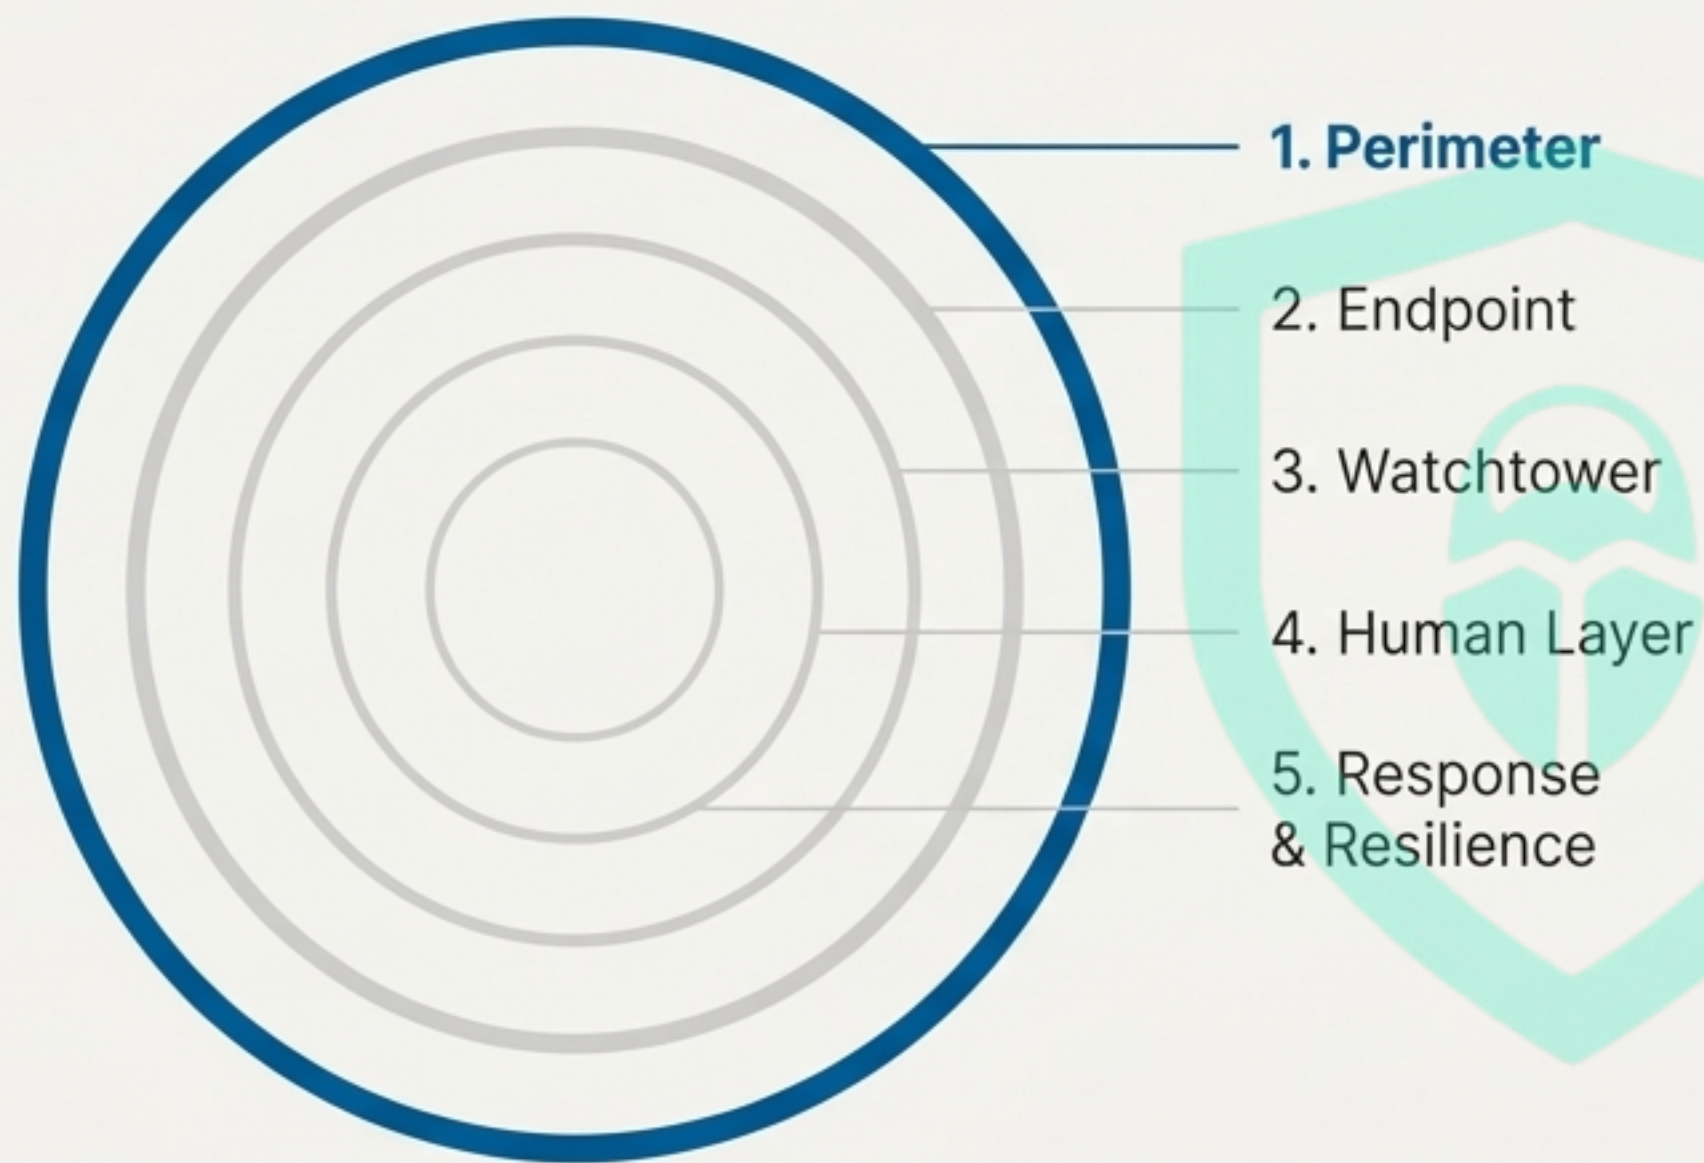 1. Perimeter
2. Endpoint
3. Watchtower
4. Human Layer
5. Response
& Resilience